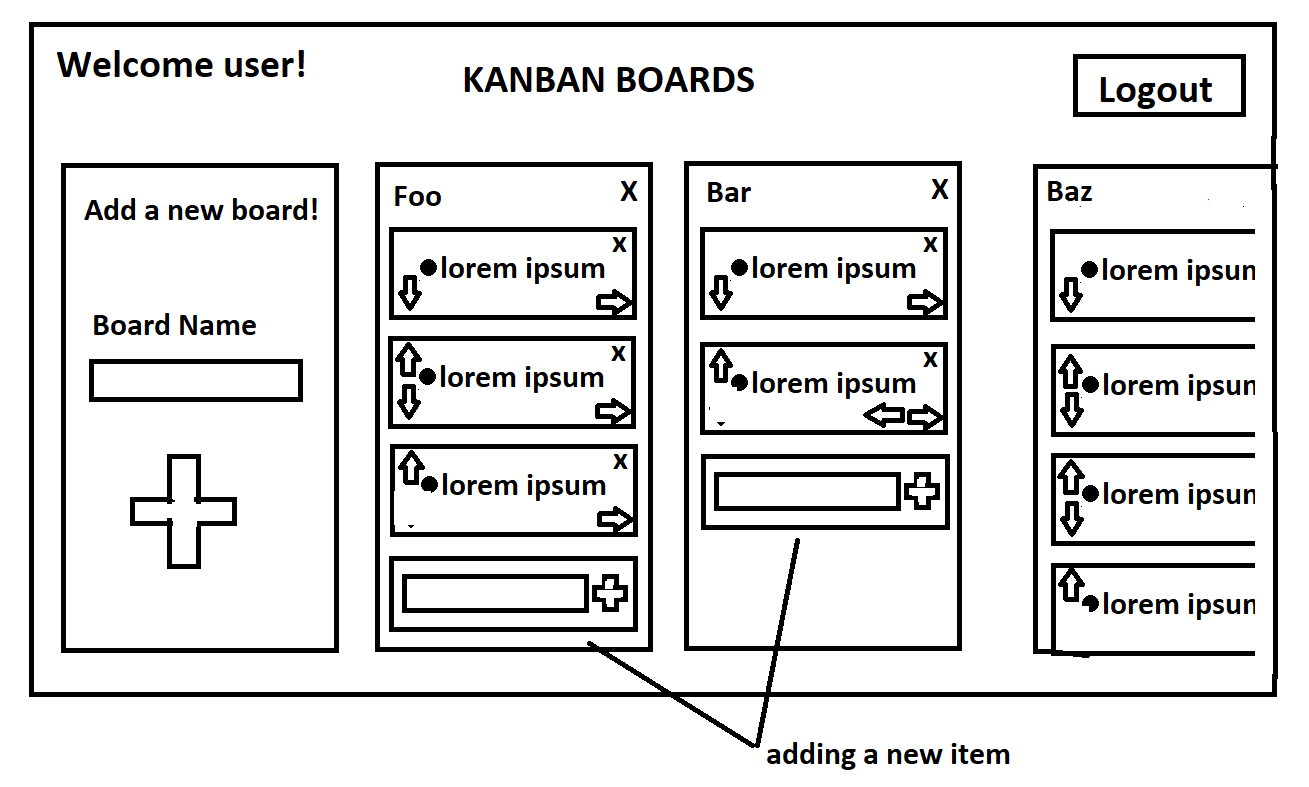 Welcome user!
KANBAN BOARDS
Logout
Add a new board!
Board Name
Foo
X
x
lorem ipsum
x
lorem ipsum
x
lorem ipsum
Bar
X
x
lorem ipsum
x
lorem ipsum
Baz
lorem ipsun
lorem ipsun
lorem ipsun
lorem ipsun
adding a new item